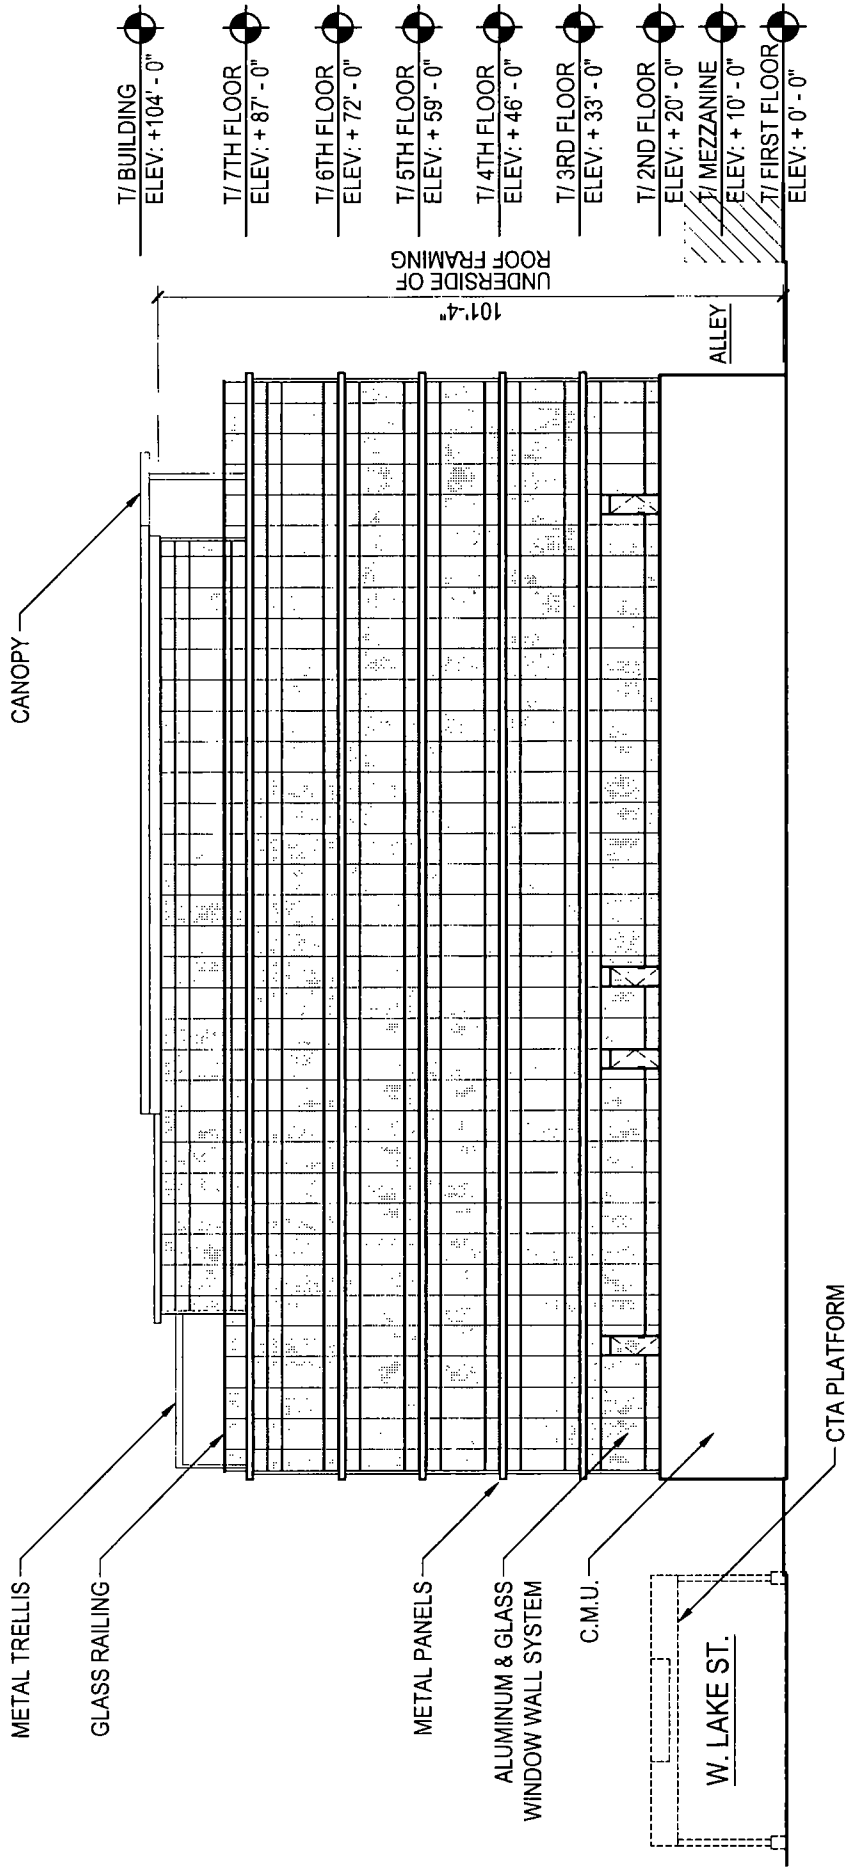 CANOPY
METAL TRELLIS
GLASS RAILING
METAL PANELS
ALUMINUM & GLASS
WINDOW WALL SYSTEM
C.M.U.
CTA PLATFORM
W. LAKE ST.
ALLEY
101'-4"
UNDERSIDE OF
ROOF FRAMING
T/ BUILDING
ELEV: +104' - 0"
T/ 7TH FLOOR
ELEV: + 87' - 0"
T/ 6TH FLOOR
ELEV: + 72' - 0"
T/ 5TH FLOOR
ELEV: + 59' - 0"
T/ 4TH FLOOR
ELEV: + 46' - 0"
T/ 3RD FLOOR
ELEV: + 33' - 0"
T/ 2ND FLOOR
ELEV: + 20' - 0"
T/ MEZZANINE
ELEV: + 10' - 0"
T/ FIRST FLOOR
ELEV: + 0' - 0"